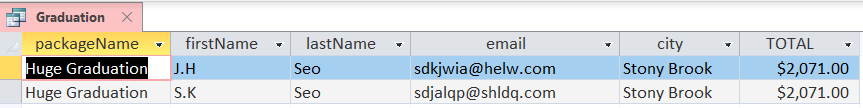 Graduation
packageName firstName lastName email city TOTAL
Huge Graduation J.H Seo sdkjwia@helw.com Stony Brook $2,071.00
Huge Graduation S.K Seo sdjalqp@shldq.com Stony Brook $2,071.00